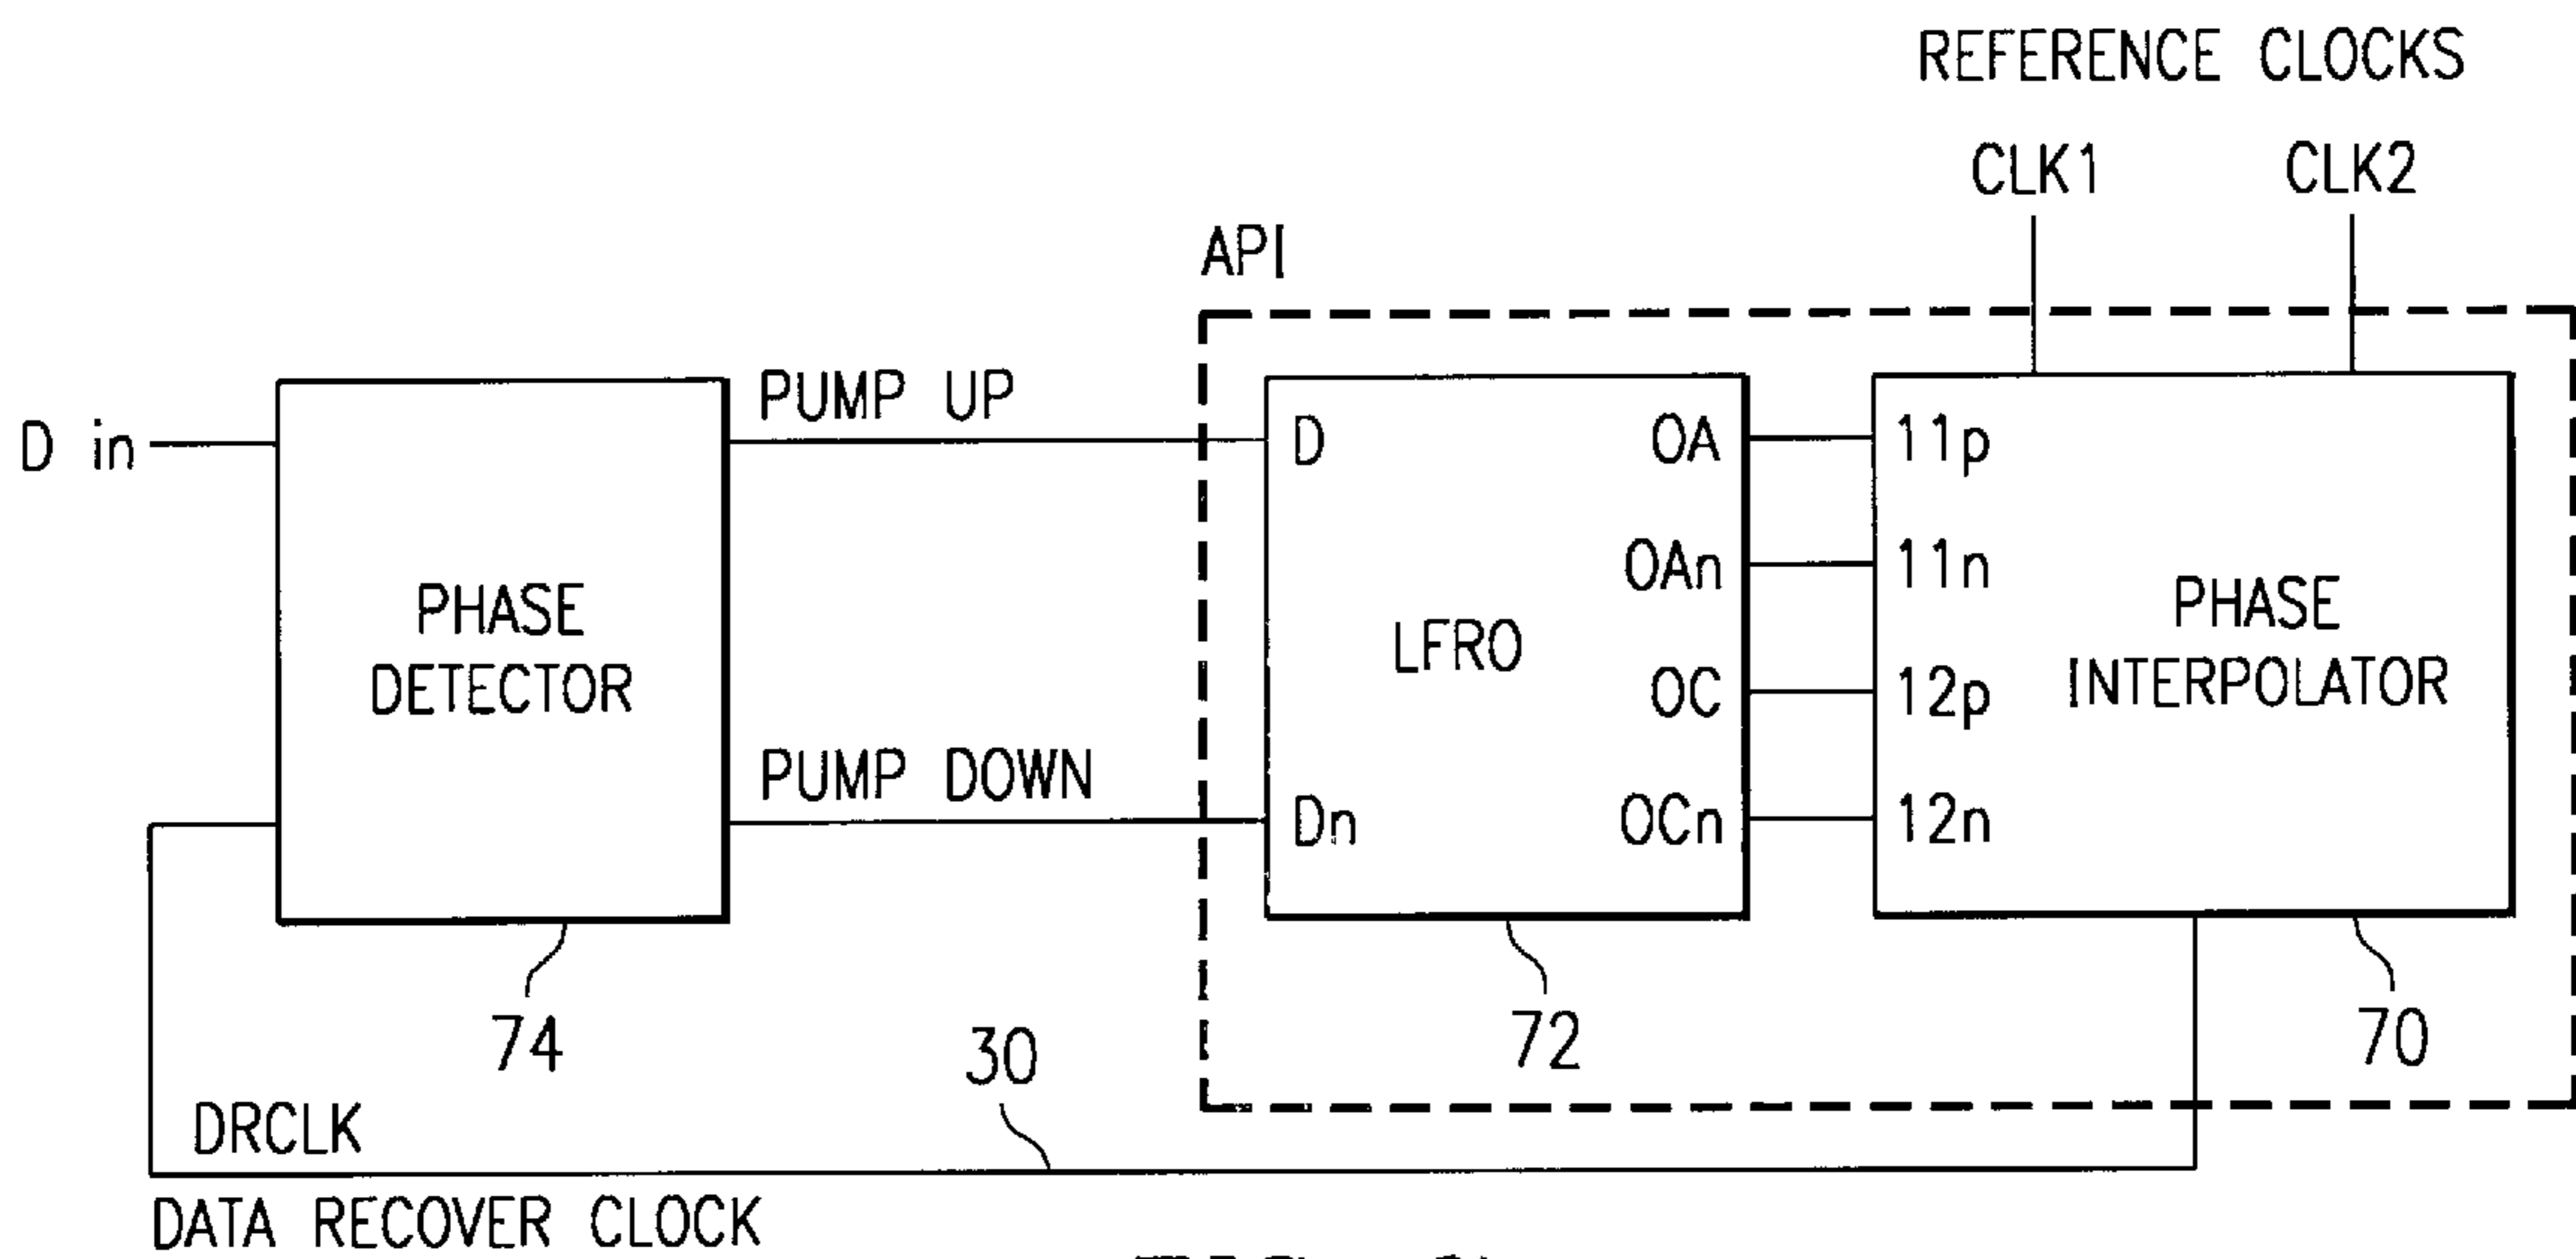 REFERENCE CLOCKS
CLK1 CLK2
API
D in
PUMP UP
PHASE
DETECTOR
PUMP DOWN
74
D
Dn
LFRO
OA
OAn
OC
OCn
72
11p
11n
12p
12n
PHASE
INTERPOLATOR
70
30
DRCLK
DATA RECOVER CLOCK